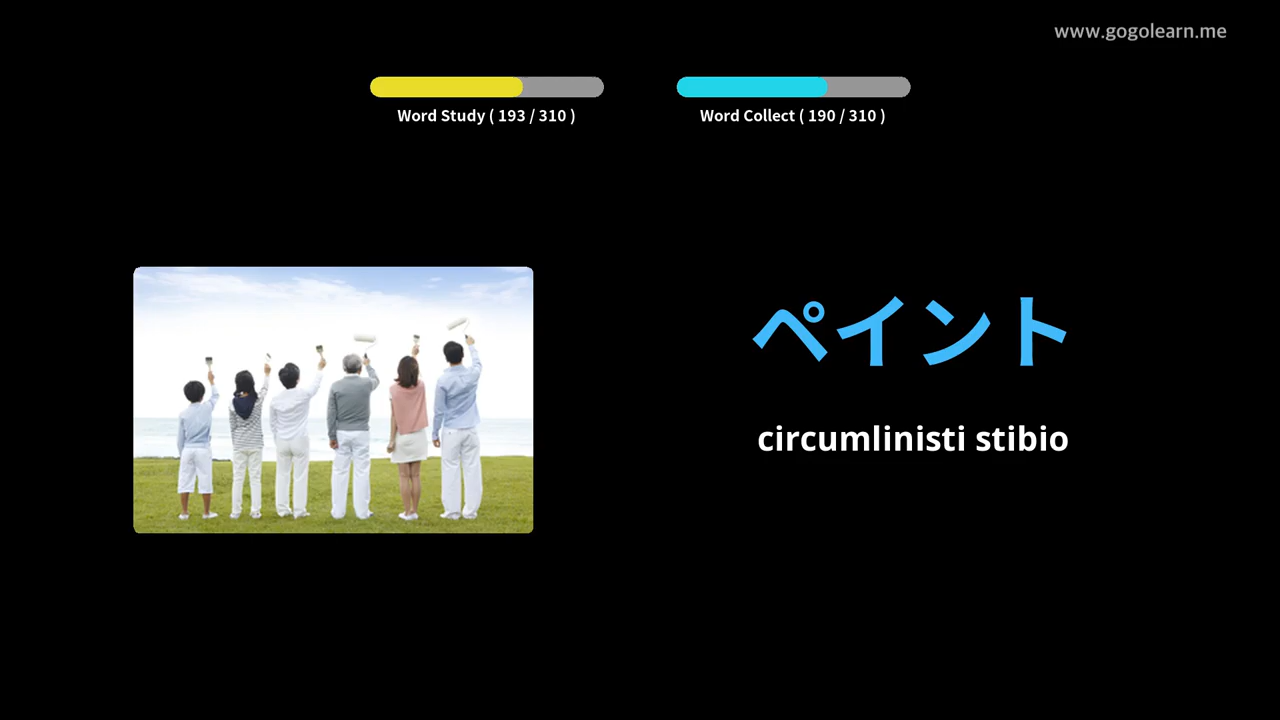 www.gogolearn.me
Word Study ( 193 / 310 )
Word Collect ( 190 / 310 )
ペイント
circumlinisti stibio